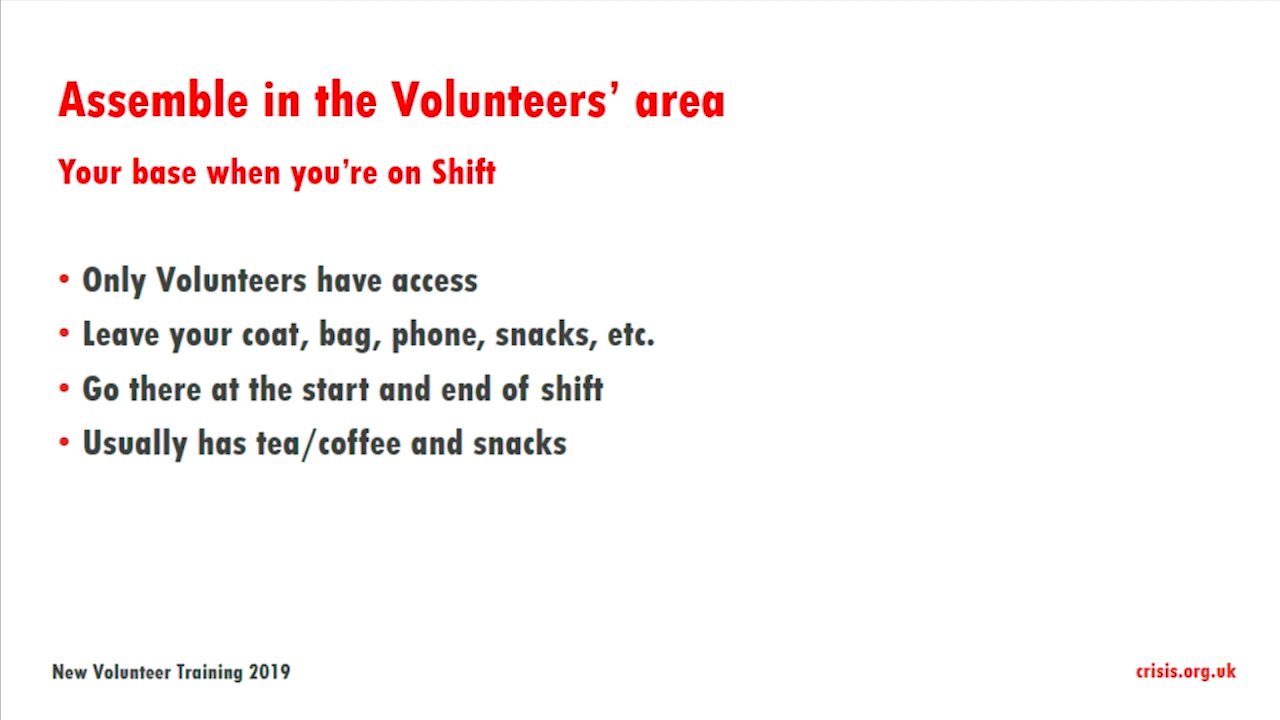 Assemble in the Volunteers’ area
Your base when you’re on Shift
• Only Volunteers have access
• Leave your coat, bag, phone, snacks, etc.
• Go there at the start and end of shift
• Usually has tea/coffee and snacks
New Volunteer Training 2019
crisis.org.uk